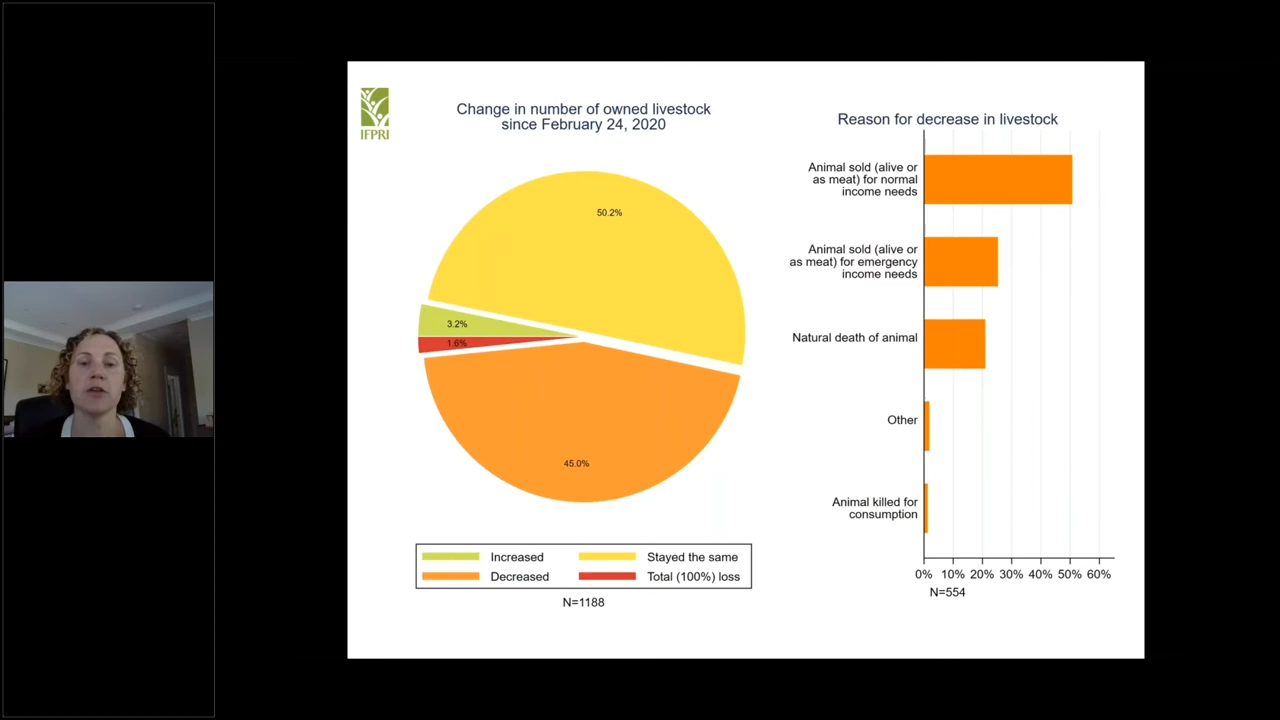 IFPRI
Change in number of owned livestock
since February 24, 2020
50.2%
3.2%
1.6%
45.0%
Increased
Stayed the same
Decreased
Total (100%) loss
N=1188
Reason for decrease in livestock
Animal sold (alive or
as meat) for normal
income needs
Animal sold (alive or
as meat) for emergency
income needs
Natural death of animal
Other
Animal killed for
consumption
0% 10% 20% 30% 40% 50% 60%
N=554